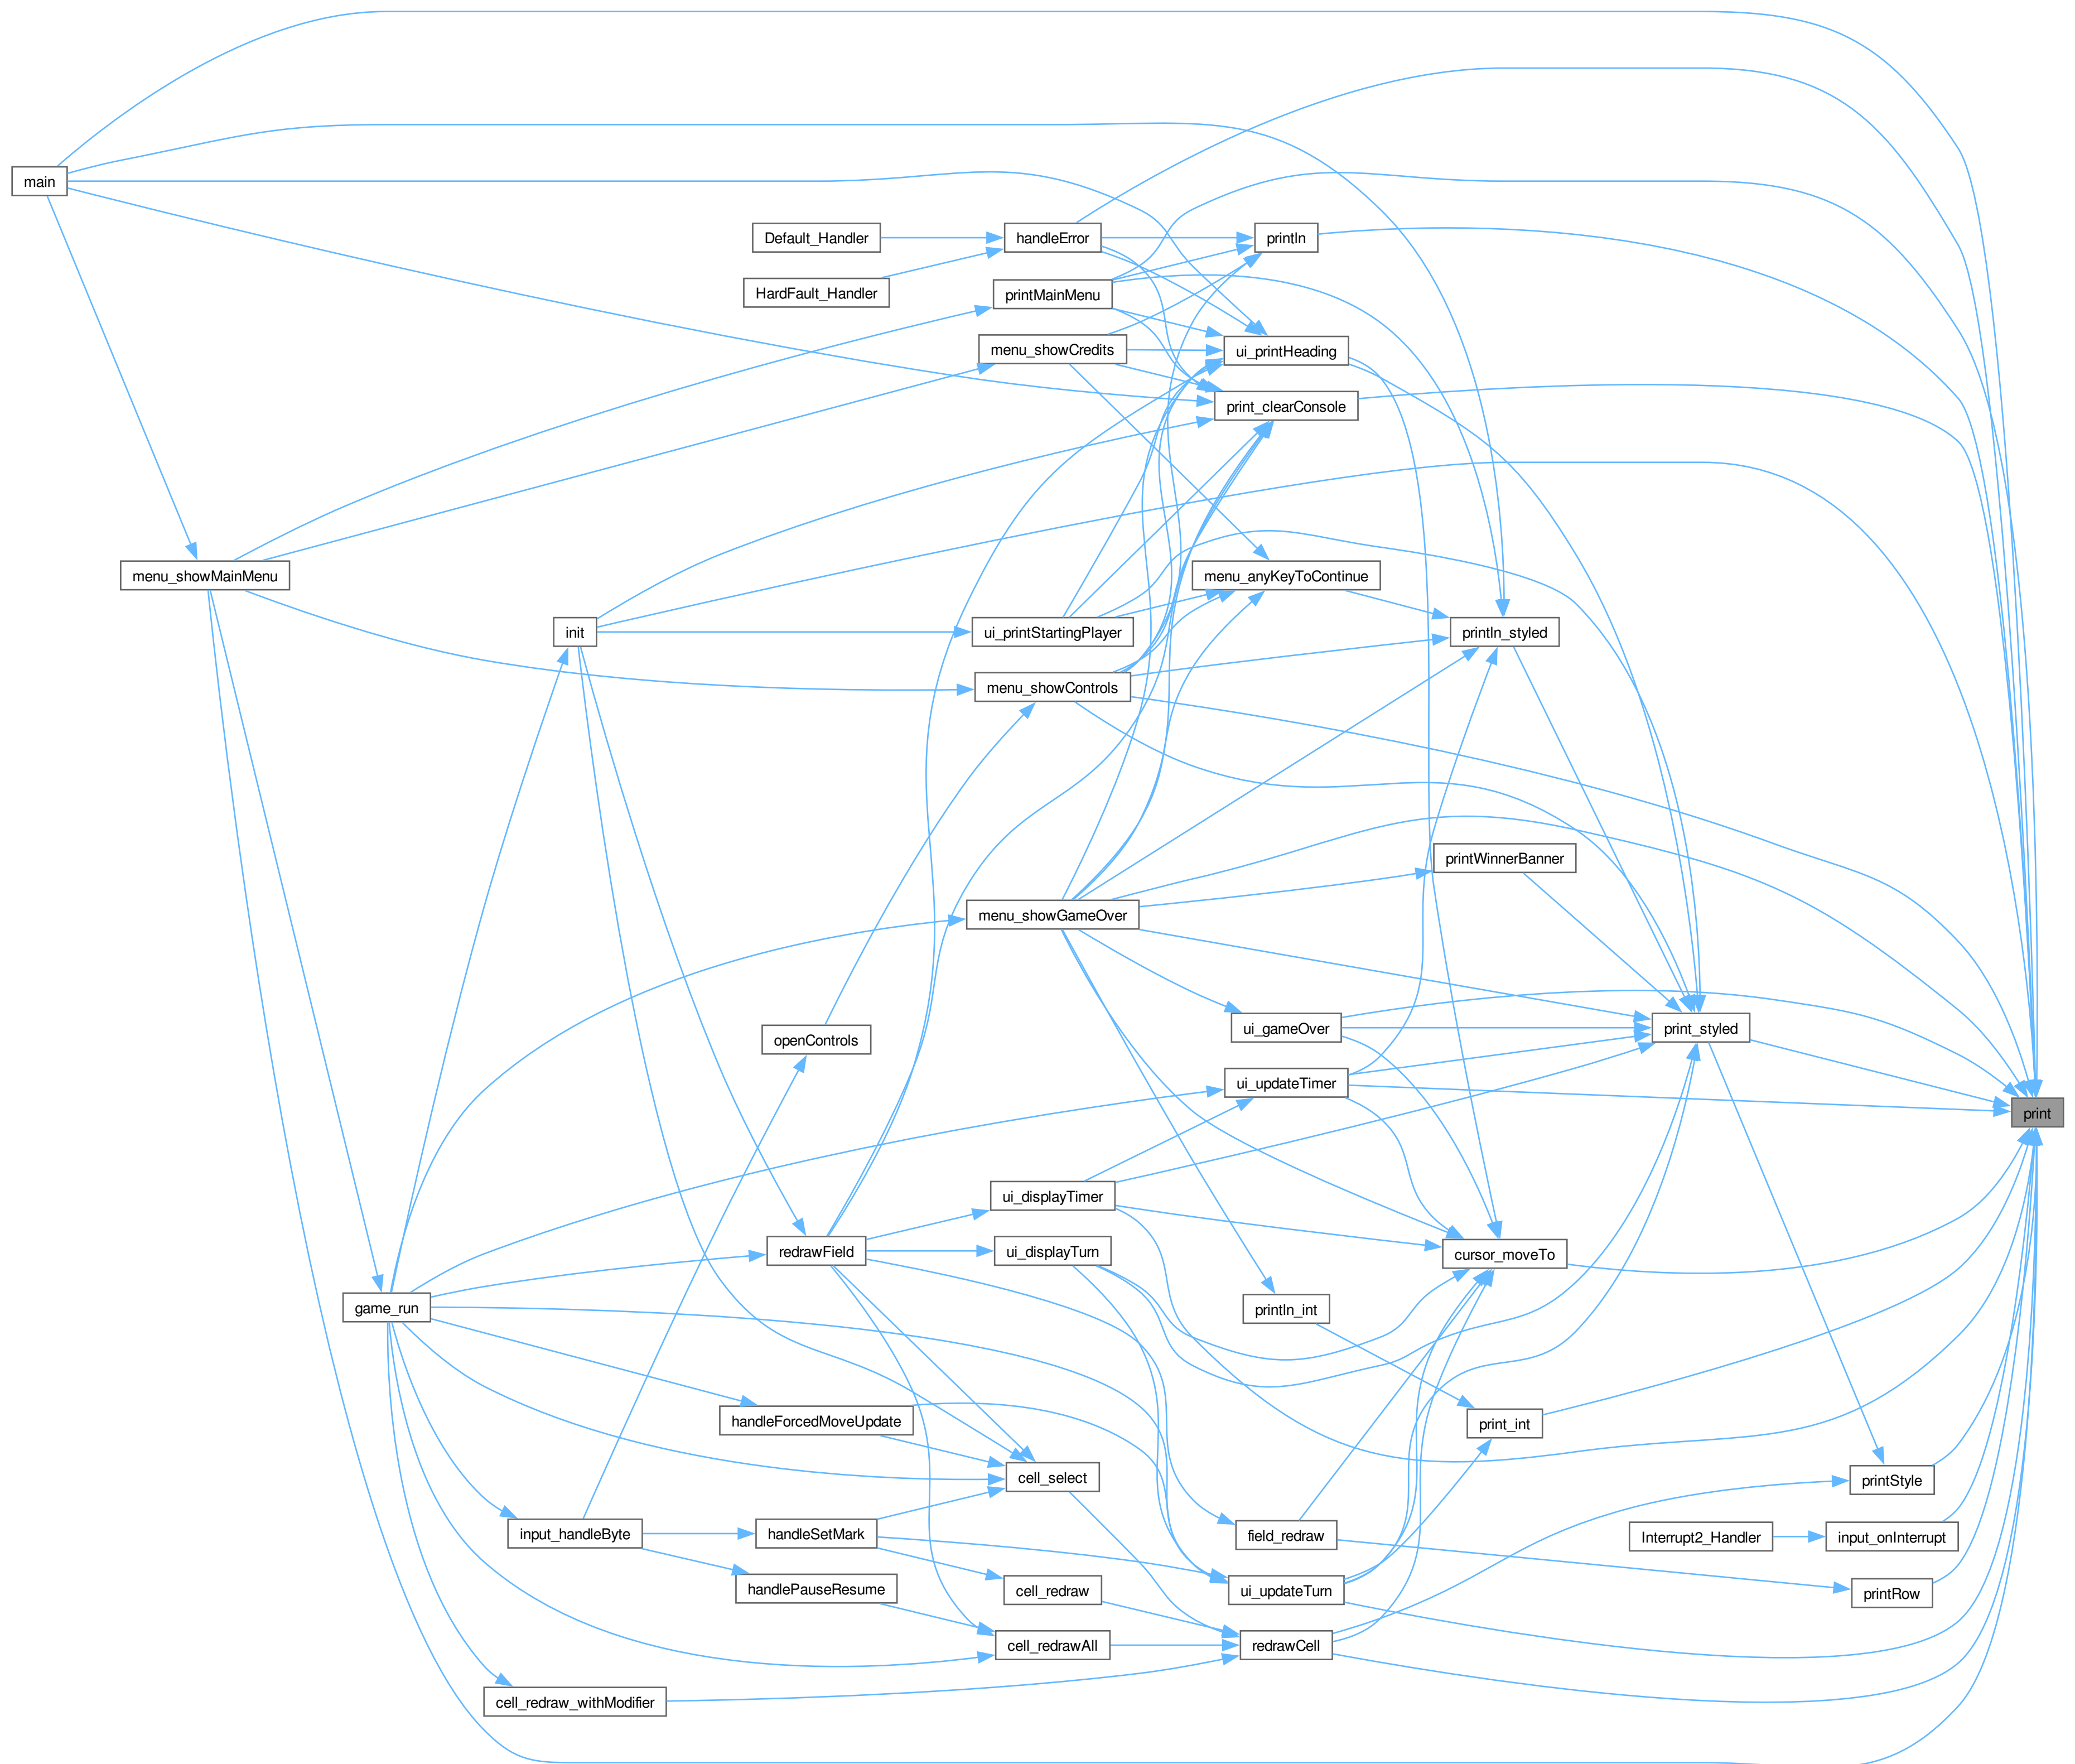 main
Default_Handler
handleError
println
HardFault_Handler
printMainMenu
menu_showCredits
ui_printHeading
print_clearConsole
menu_showMainMenu
menu_anyKeyToContinue
init
ui_printStartingPlayer
println_styled
menu_showControls
printWinnerBanner
menu_showGameOver
openControls
ui_gameOver
print_styled
ui_updateTimer
print
ui_displayTimer
redrawField
ui_displayTurn
cursor_moveTo
game_run
println_int
handleForcedMoveUpdate
print_int
cell_select
printStyle
input_handleByte
handleSetMark
field_redraw
Interrupt2_Handler
input_onInterrupt
handlePauseResume
cell_redraw
ui_updateTurn
printRow
cell_redrawAll
redrawCell
cell_redraw_withModifier